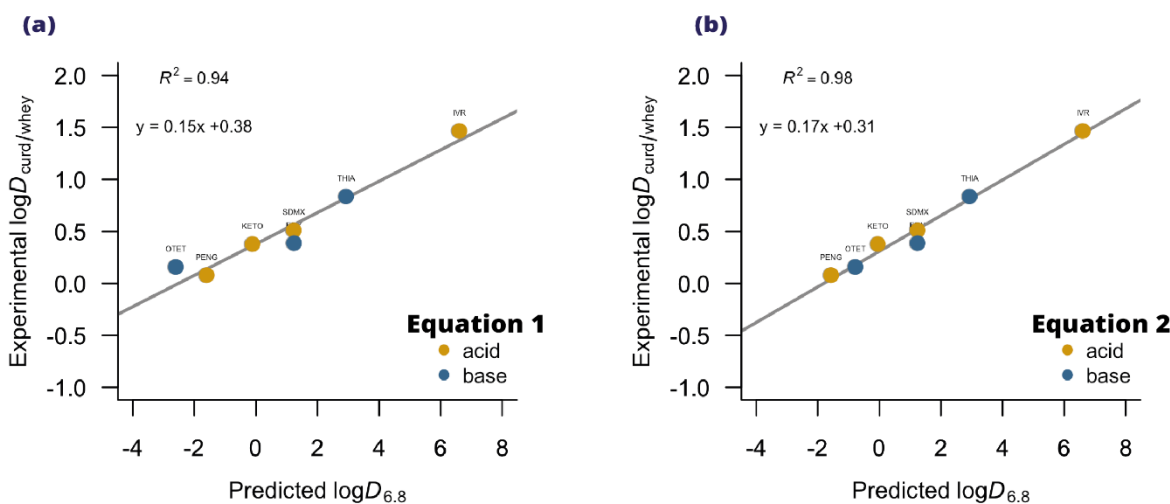 (a)
Experimental logD curd/whey
2.0
1.5
1.0
0.5
0.0
-0.5
-1.0
R² = 0.94
y = 0.15x +0.38
IVR
THIA
SDMX
KETO
OTET
PENG
Equation 1
acid
base
-4 -2 0 2 4 6 8
Predicted logD6.8
(b)
Experimental logD curd/whey
2.0
1.5
1.0
0.5
0.0
-0.5
-1.0
R² = 0.98
y = 0.17x +0.31
IVR
THIA
SDMX
KETO
PENG OTET
Equation 2
acid
base
-4 -2 0 2 4 6 8
Predicted logD6.8